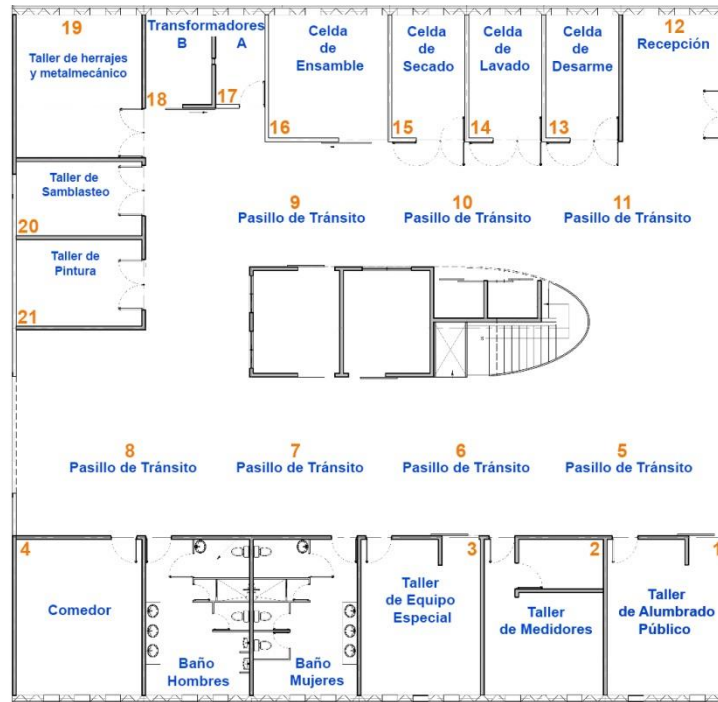 19
Taller de herrajes
y metalmecánico
Transformadores
B A
18
17
Celda
de
Ensamble
16
Celda
de
Secado
15
Celda
de
Lavado
14
Celda
de
Desarme
13
12
Recepción
Taller de
Samblasteo
20
Taller de
Pintura
21
9
Pasillo de Tránsito
10
Pasillo de Tránsito
11
Pasillo de Tránsito
8
Pasillo de Tránsito
7
Pasillo de Tránsito
6
Pasillo de Tránsito
5
Pasillo de Tránsito
4
Comedor
Baño
Hombres
Baño
Mujeres
3
Taller
de Equipo
Especial
2
Taller
de Medidores
1
Taller
de Alumbrado
Público